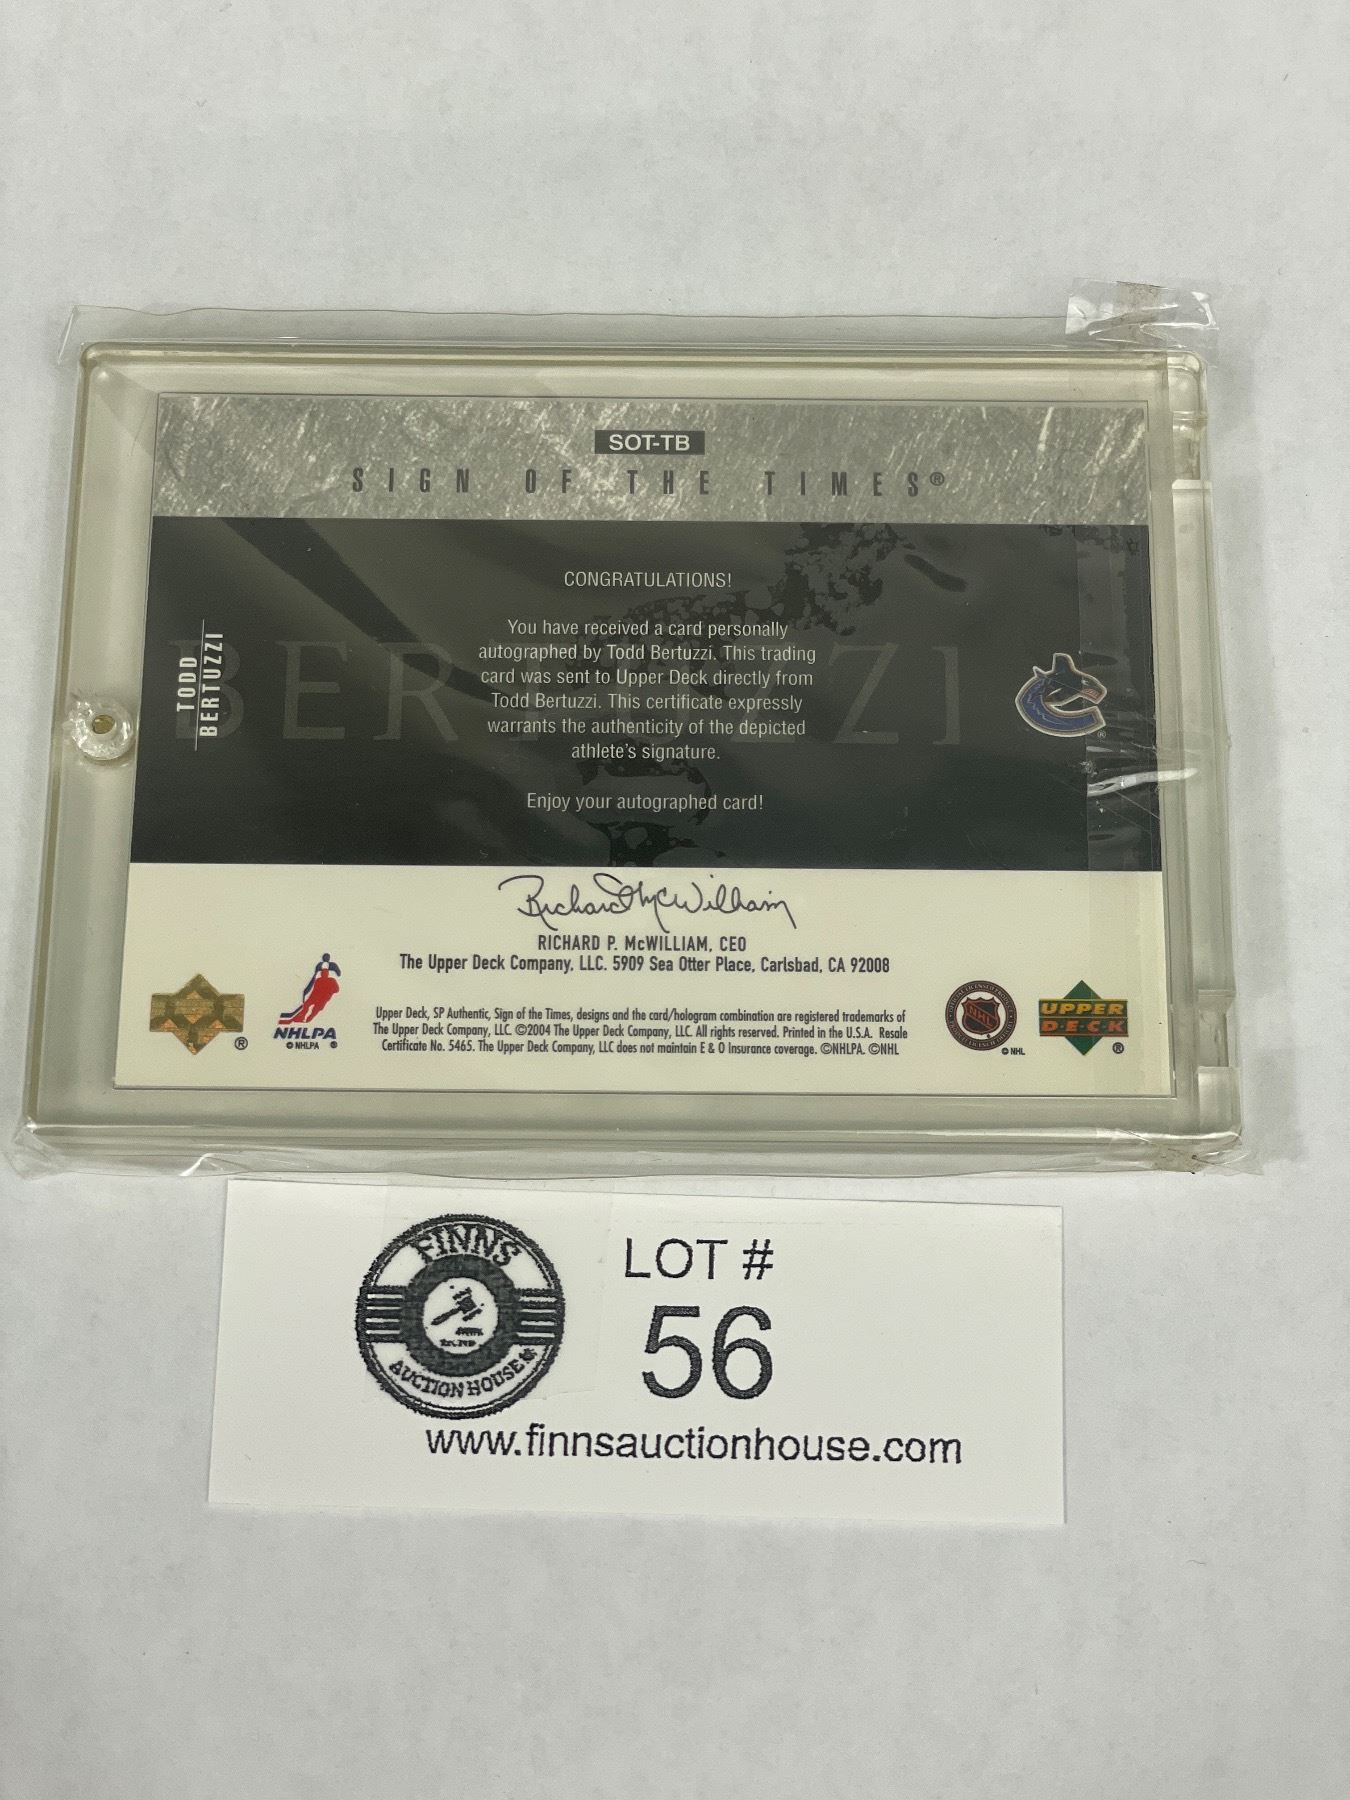 SOT-TB
SIGN OF THE TIMES®
TODD
BERTUZZI
BERTUZZI
CONGRATULATIONS!
You have received a card personally
autographed by Todd Bertuzzi. This trading
card was sent to Upper Deck directly from
Todd Bertuzzi. This certificate expressly
warrants the authenticity of the depicted
athlete's signature.
Enjoy your autographed card!
Richard McWilliam
RICHARD P. McWILLIAM, CEO
The Upper Deck Company, LLC. 5909 Sea Otter Place, Carlsbad, CA 92008
Upper Deck, SP Authentic, Sign of the Times, designs and the card/hologram combination are registered trademarks of
The Upper Deck Company, LLC. ©2004 The Upper Deck Company, LLC. All rights reserved. Printed in the U.S.A. Resale
Certificate No. 5465. The Upper Deck Company, LLC does not maintain E & O Insurance coverage. ©NHLPA. ©NHL
®
NHLPA
© NHLPA ®
NHL
© NHL
UPPER
D·E·C·K
®
FINNS
AUCTION HOUSE
LOT #
56
www.finnsauctionhouse.com